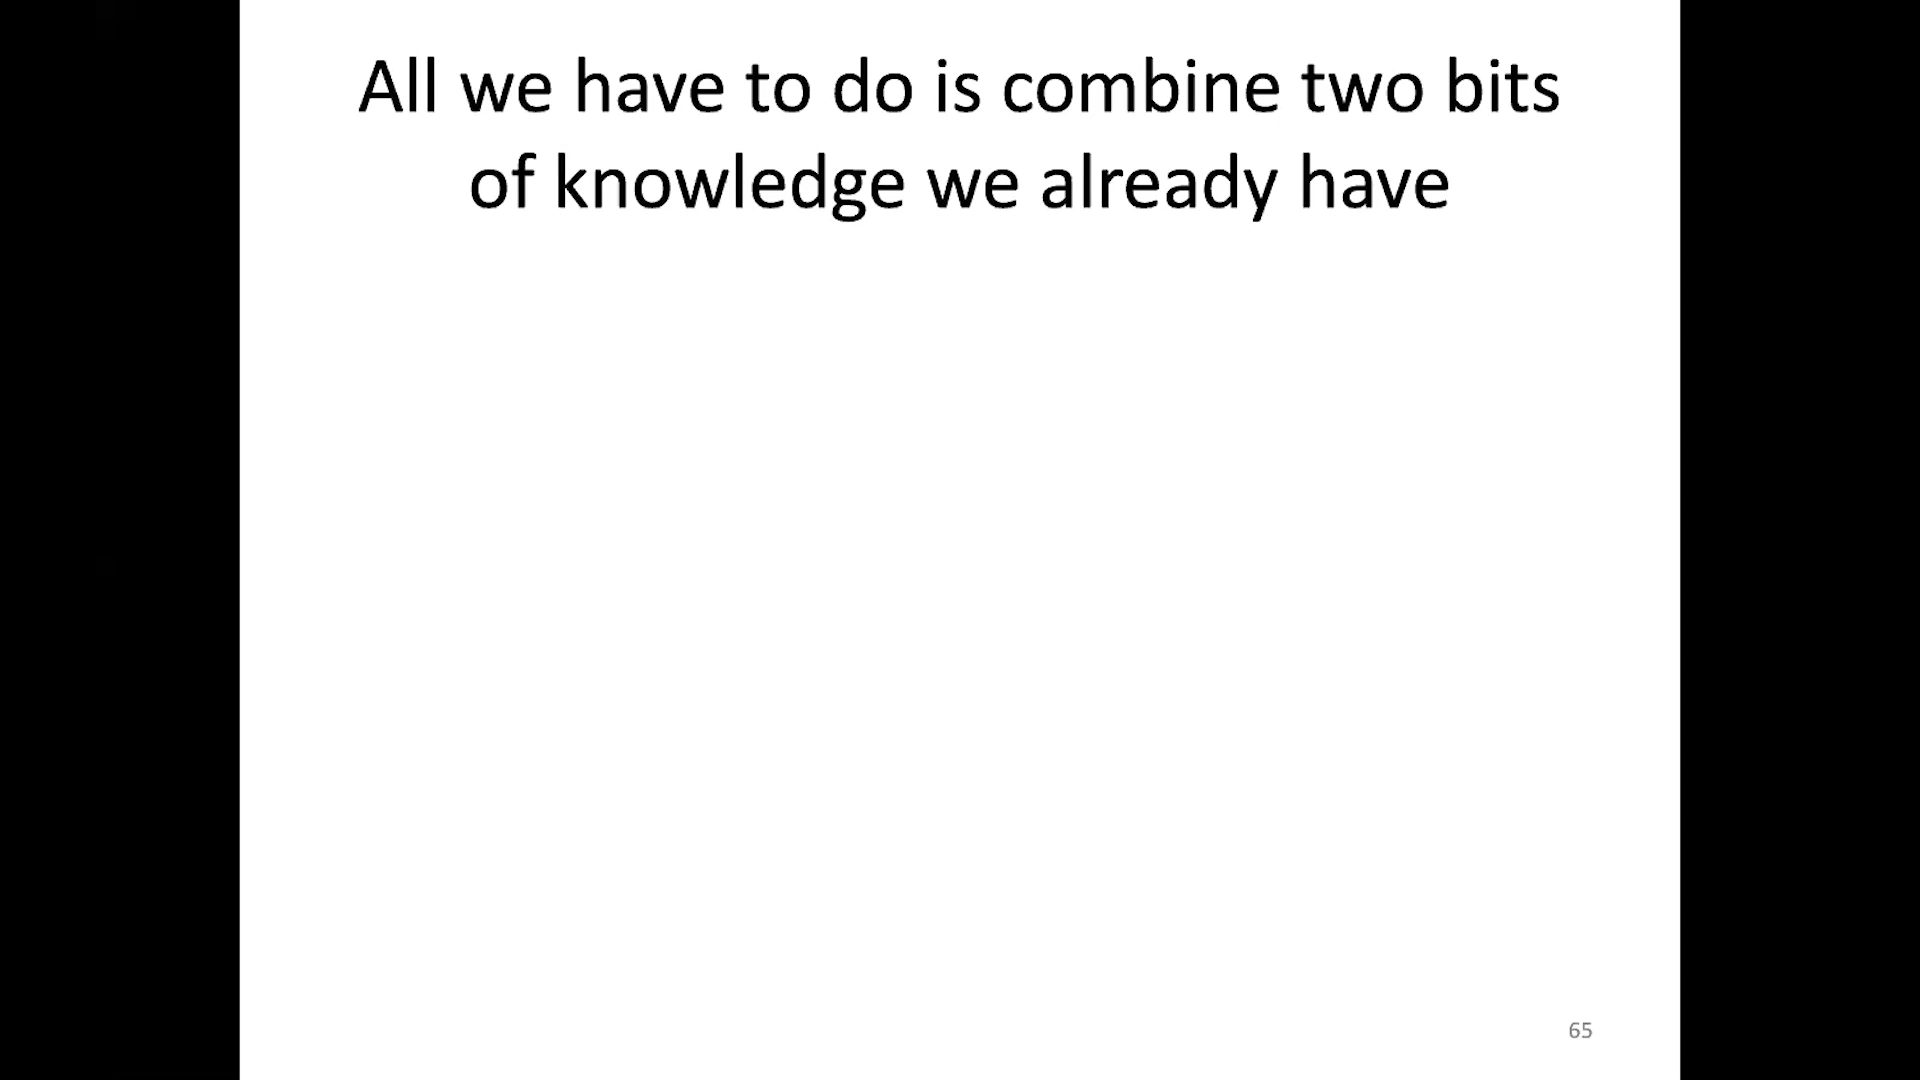 All we have to do is combine two bits
of knowledge we already have
65